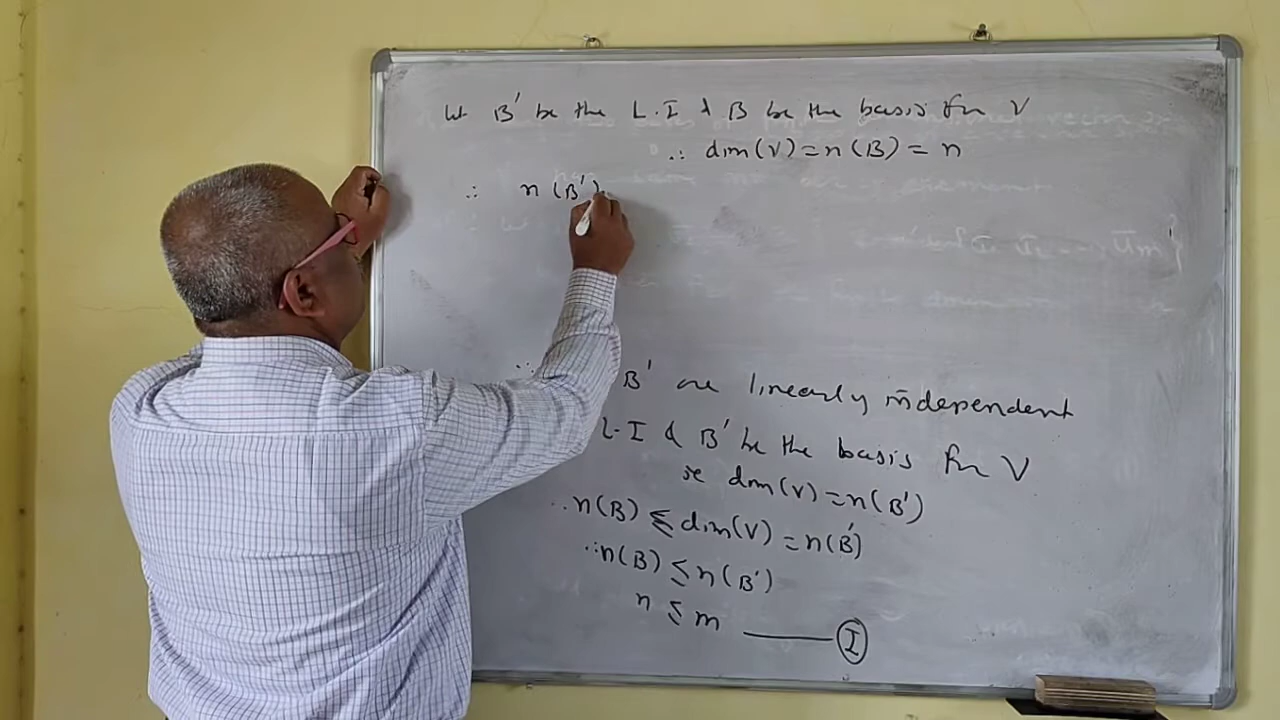 Let B' be the L.I & B be the basis for V
∴ dim(V) = n(B) = n
∴ n(B')
B' are linearly independent
L.I & B' be the basis for V
ie dim(V) = n(B')
∴ n(B) ≤ dim(V) = n(B')
∴ n(B) ≤ n(B')
n ≤ m ——— I